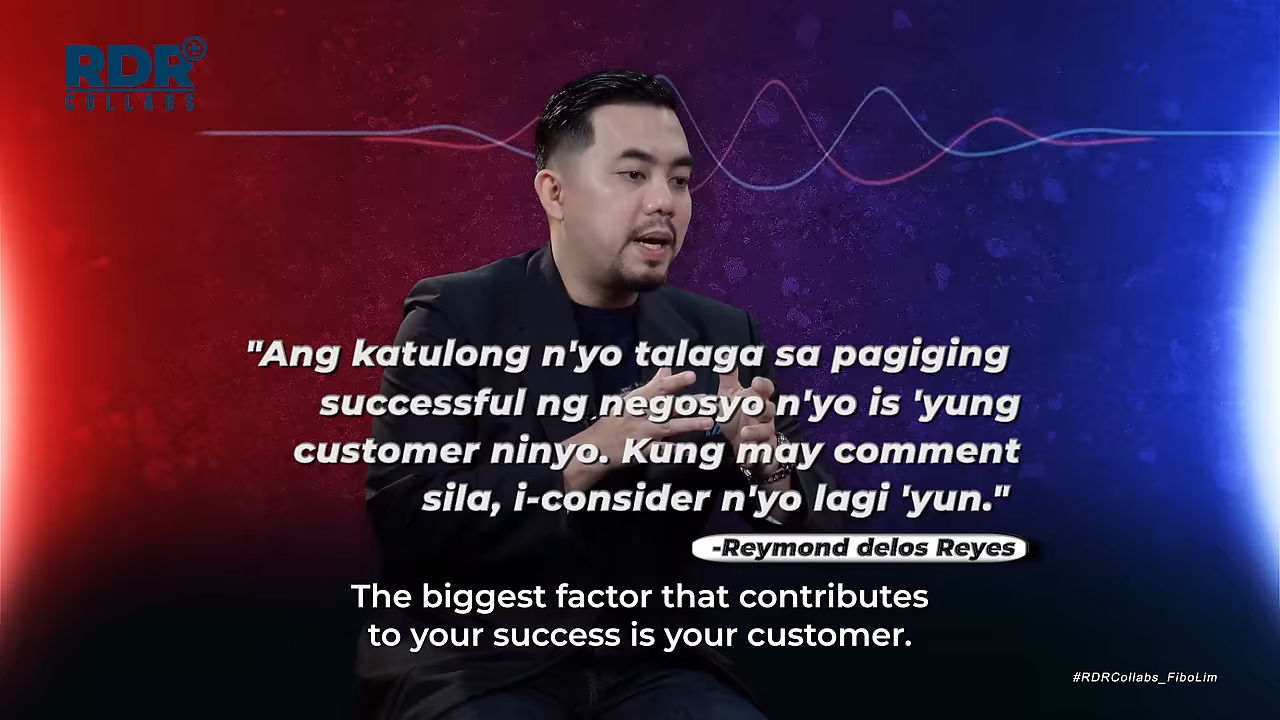 RDR+
COLLABS
"Ang katulong n'yo talaga sa pagiging
successful ng negosyo n'yo is 'yung
customer ninyo. Kung may comment
sila, i-consider n'yo lagi 'yun."
-Reymond delos Reyes
The biggest factor that contributes
to your success is your customer.
#RDRCollabs_FiboLim